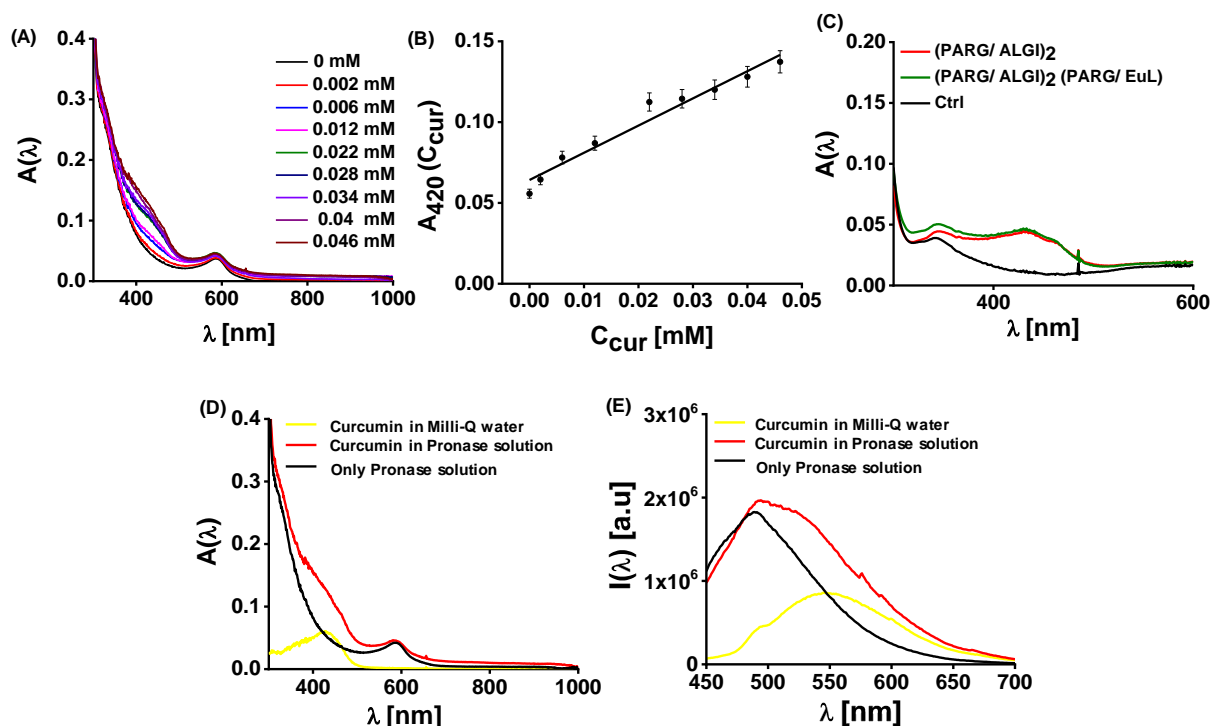 (A)
0.4
0.3
0.2
0.1
0.0
A(λ)
400
600
800
1000
λ [nm]
0 mM
0.002 mM
0.006 mM
0.012 mM
0.022 mM
0.028 mM
0.034 mM
0.04 mM
0.046 mM
(B)
0.15
0.10
0.05
0.00
A420 (Ccur)
0.00
0.01
0.02
0.03
0.04
0.05
Ccur [mM]
(C)
0.20
0.15
0.10
0.05
0.00
A(λ)
400
600
λ [nm]
(PARG/ ALGI)2
(PARG/ ALGI)2 (PARG/ EuL)
Ctrl
(D)
0.4
0.3
0.2
0.1
0.0
A(λ)
400
600
800
1000
λ [nm]
Curcumin in Milli-Q water
Curcumin in Pronase solution
Only Pronase solution
(E)
3x10⁶
2x10⁶
1x10⁶
0
I(λ) [a.u]
450
500
550
600
650
700
λ [nm]
Curcumin in Milli-Q water
Curcumin in Pronase solution
Only Pronase solution